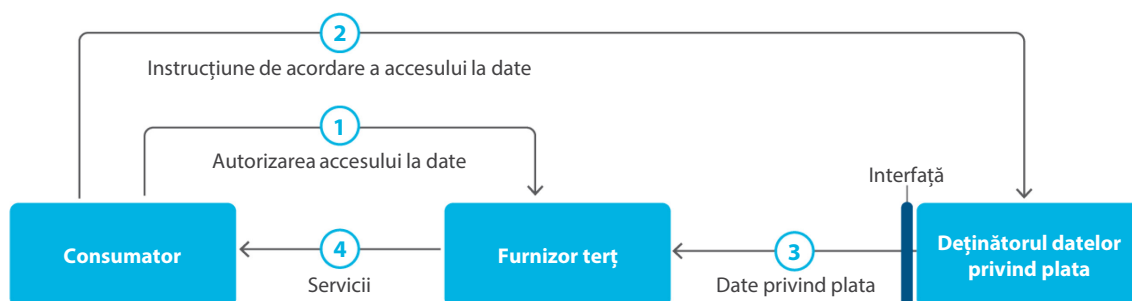 2
Instrucțiune de acordare a accesului la date
1
Autorizarea accesului la date
Interfață
Consumator
4
Servicii
Furnizor terț
3
Date privind plata
Deținătorul datelor
privind plata